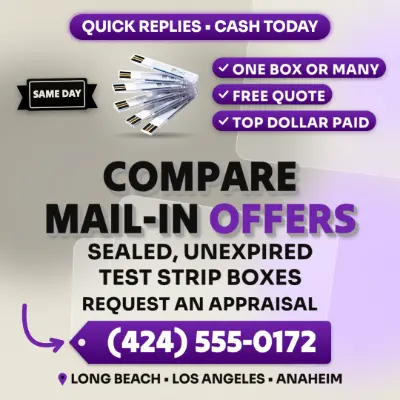 QUICK REPLIES ▪ CASH TODAY
SAME DAY
✓ ONE BOX OR MANY
✓ FREE QUOTE
✓ TOP DOLLAR PAID
COMPARE
MAIL-IN OFFERS
SEALED, UNEXPIRED
TEST STRIP BOXES
REQUEST AN APPRAISAL
(424) 555-0172
LONG BEACH ▪ LOS ANGELES ▪ ANAHEIM